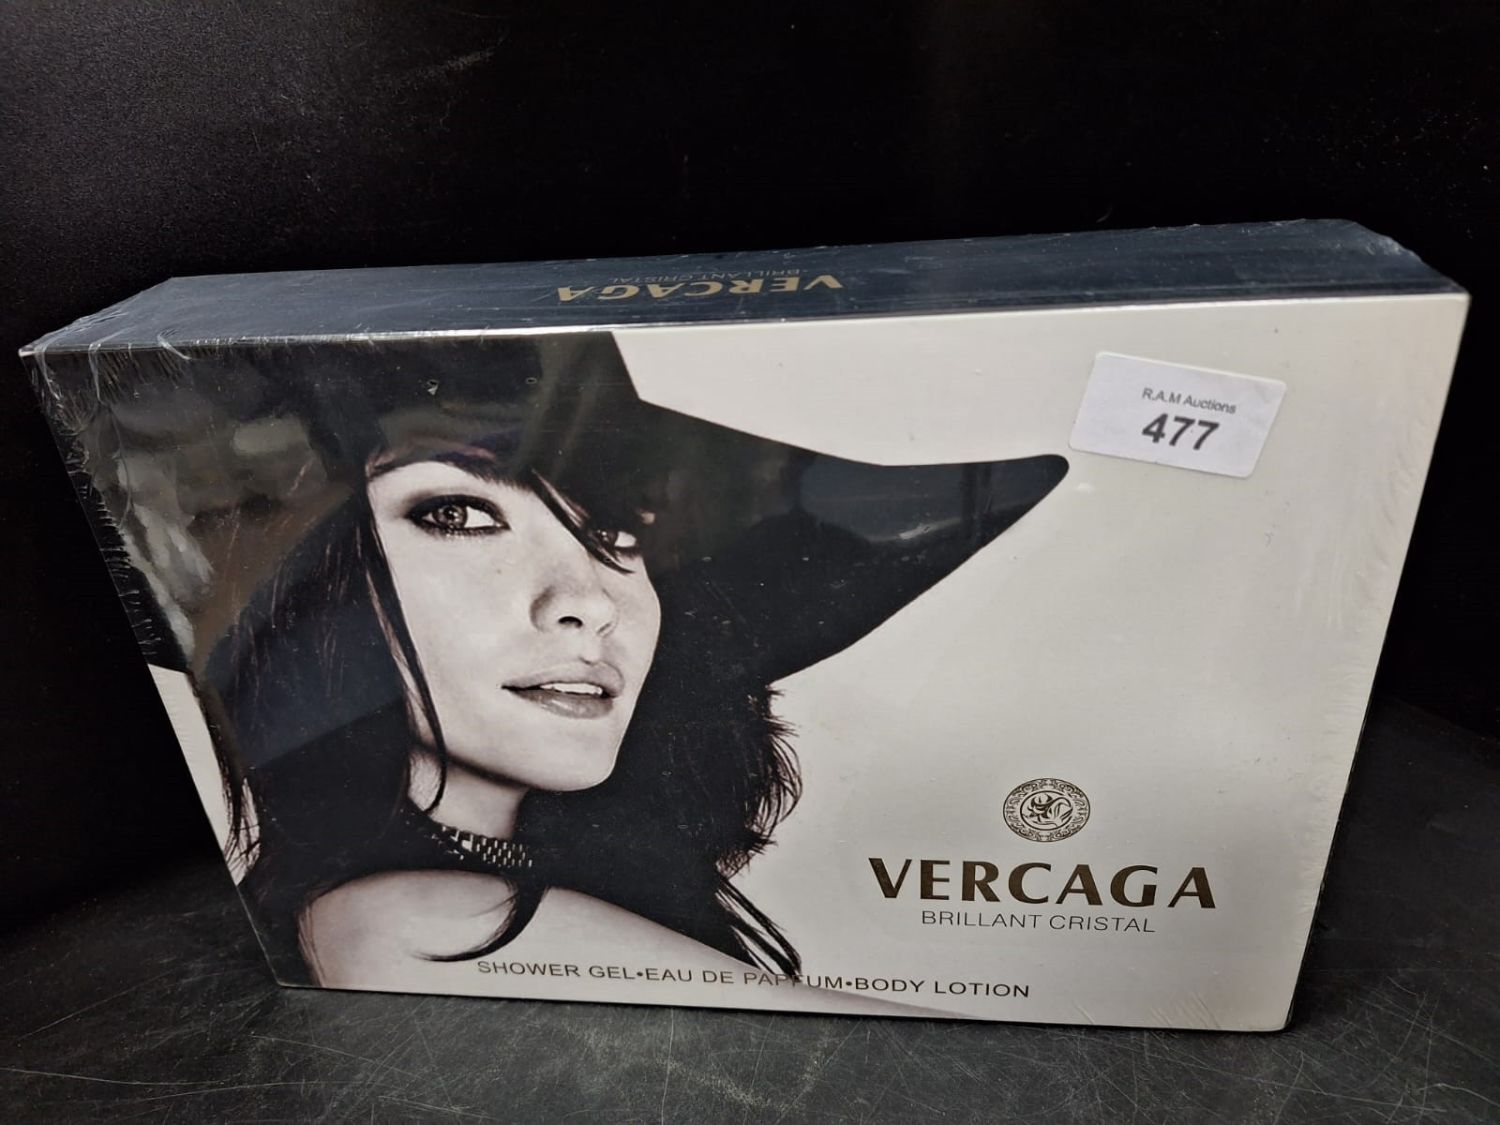 VERCAGA
BRILLANT CRISTAL
R.A.M Auctions
477
VERCAGA
BRILLANT CRISTAL
SHOWER GEL•EAU DE PARFUM•BODY LOTION